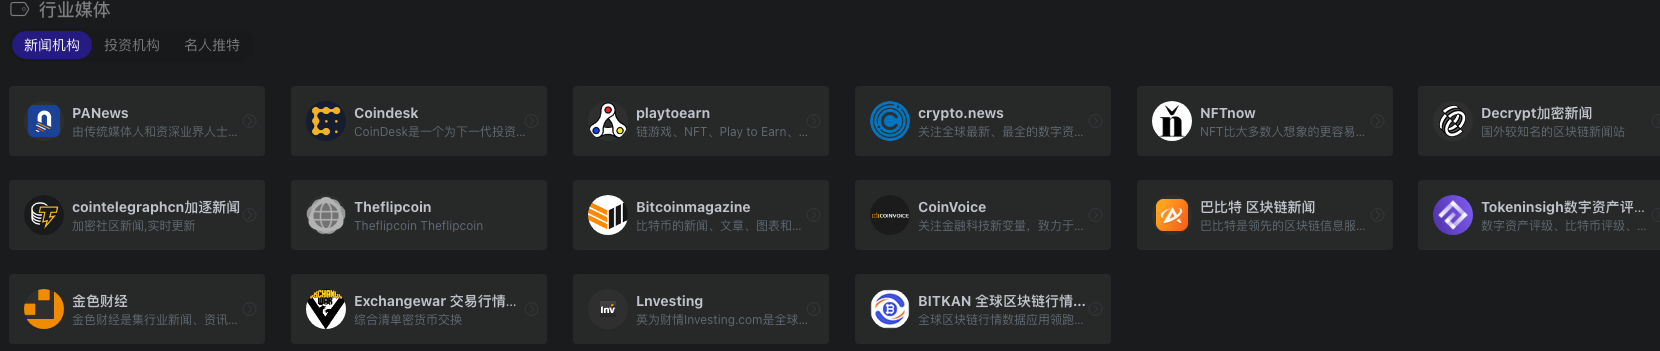 行业媒体
新闻机构 投资机构 名人推特
PANews
由传统媒体人和资深业界人士...
Coindesk
CoinDesk是一个为下一代投资...
playtoearn
链游戏、NFT、Play to Earn、...
crypto.news
关注全球最新、最全的数字资...
NFTnow
NFT比大多数人想象的更容易...
Decrypt加密新闻
国外较知名的区块链新闻站
cointelegraphcn加逐新闻
加密社区新闻,实时更新
Theflipcoin
Theflipcoin Theflipcoin
Bitcoinmagazine
比特币的新闻、文章、图表和...
COINVOICE
CoinVoice
关注金融科技新变量，致力于...
巴比特 区块链新闻
巴比特是领先的区块链信息服...
Tokeninsigh数字资产评...
数字资产评级、比特币评级、...
金色财经
金色财经是集行业新闻、资讯...
Exchangewar 交易行情...
综合清单密货币交换
Inv
Lnvesting
英为财情Investing.com是全球...
BITKAN 全球区块链行情...
全球区块链行情数据应用领跑...